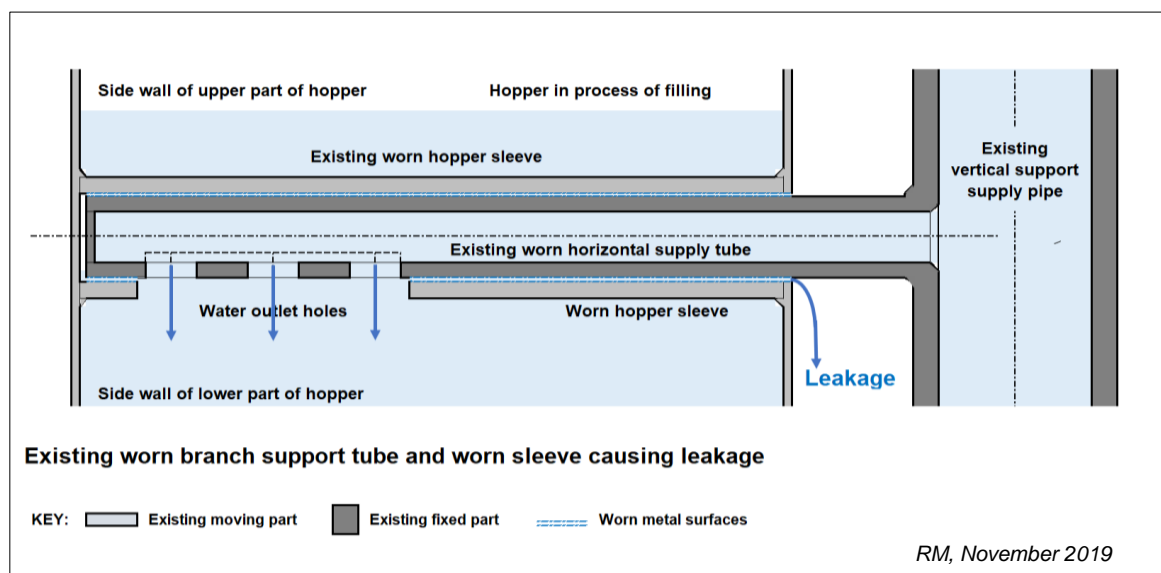 Side wall of upper part of hopper
Hopper in process of filling
Existing worn hopper sleeve
Existing
vertical support
supply pipe
Existing worn horizontal supply tube
Water outlet holes
Worn hopper sleeve
Leakage
Side wall of lower part of hopper
Existing worn branch support tube and worn sleeve causing leakage
KEY:
Existing moving part
Existing fixed part
Worn metal surfaces
RM, November 2019